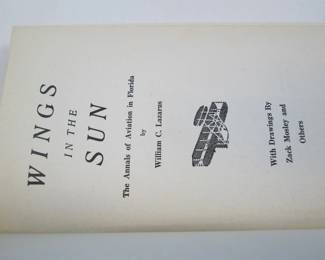 WINGS
IN THE
SUN
The Annals of Aviation in Florida
by
William C. Lazarus
With Drawings By
Zack Mosley and
Others